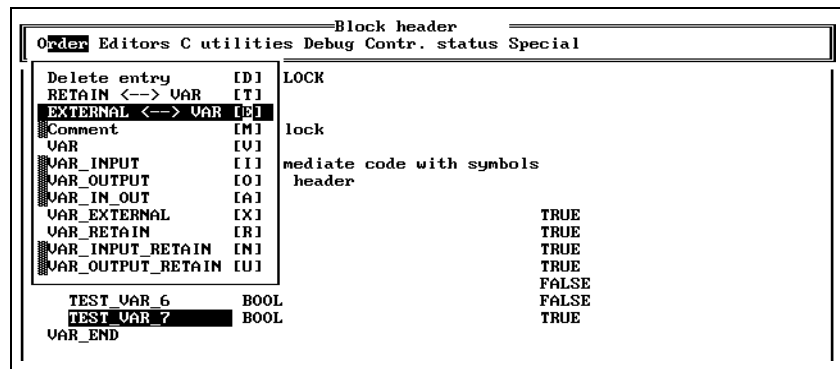 Block header
Order Editors C utilities Debug Contr. status Special
Delete entry [D] LOCK
RETAIN <--> VAR [T]
EXTERNAL <--> VAR [E]
Comment [M] lock
VAR [V]
VAR_INPUT [I] mediate code with symbols
VAR_OUTPUT [O] header
VAR_IN_OUT [A]
VAR_EXTERNAL [X] TRUE
VAR_RETAIN [R] TRUE
VAR_INPUT_RETAIN [N] TRUE
VAR_OUTPUT_RETAIN [U] TRUE
FALSE
TEST_VAR_6 BOOL FALSE
TEST_VAR_7 BOOL TRUE
VAR_END